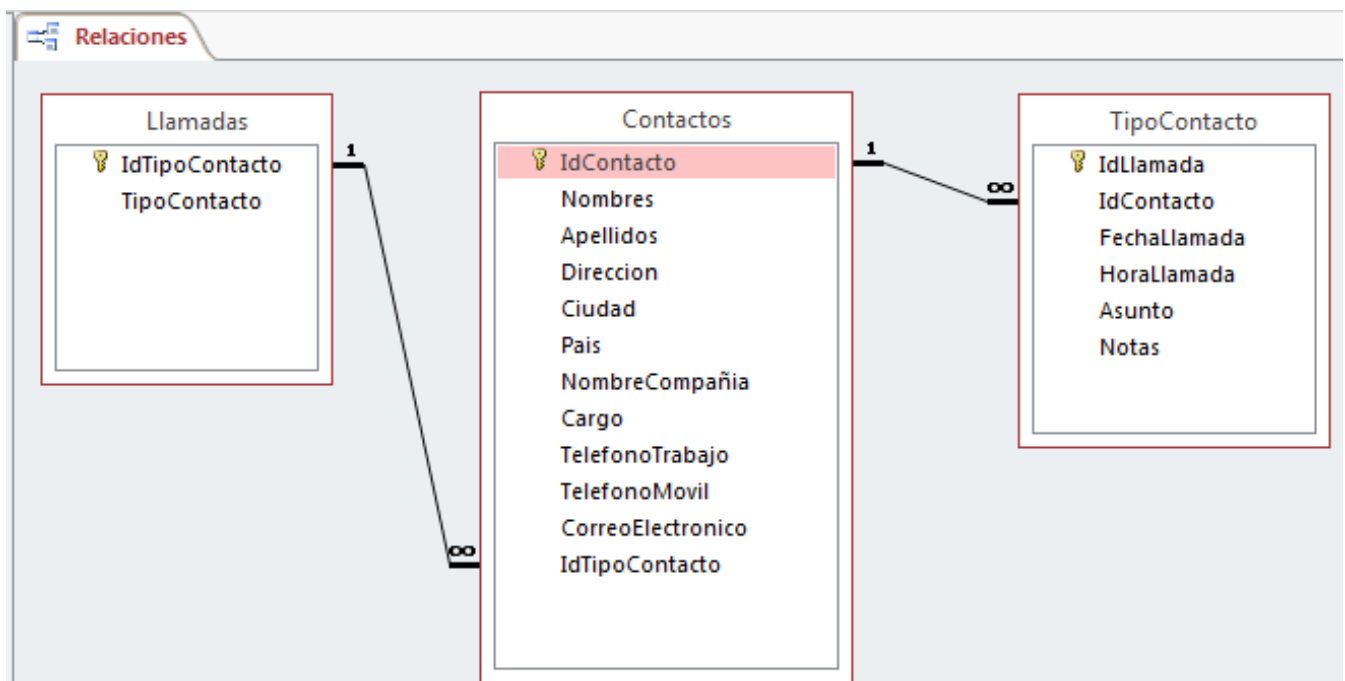 Relaciones
Llamadas
IdTipoContacto
TipoContacto
1
∞
Contactos
IdContacto
Nombres
Apellidos
Direccion
Ciudad
Pais
NombreCompañia
Cargo
TelefonoTrabajo
TelefonoMovil
CorreoElectronico
IdTipoContacto
1
∞
TipoContacto
IdLlamada
IdContacto
FechaLlamada
HoraLlamada
Asunto
Notas